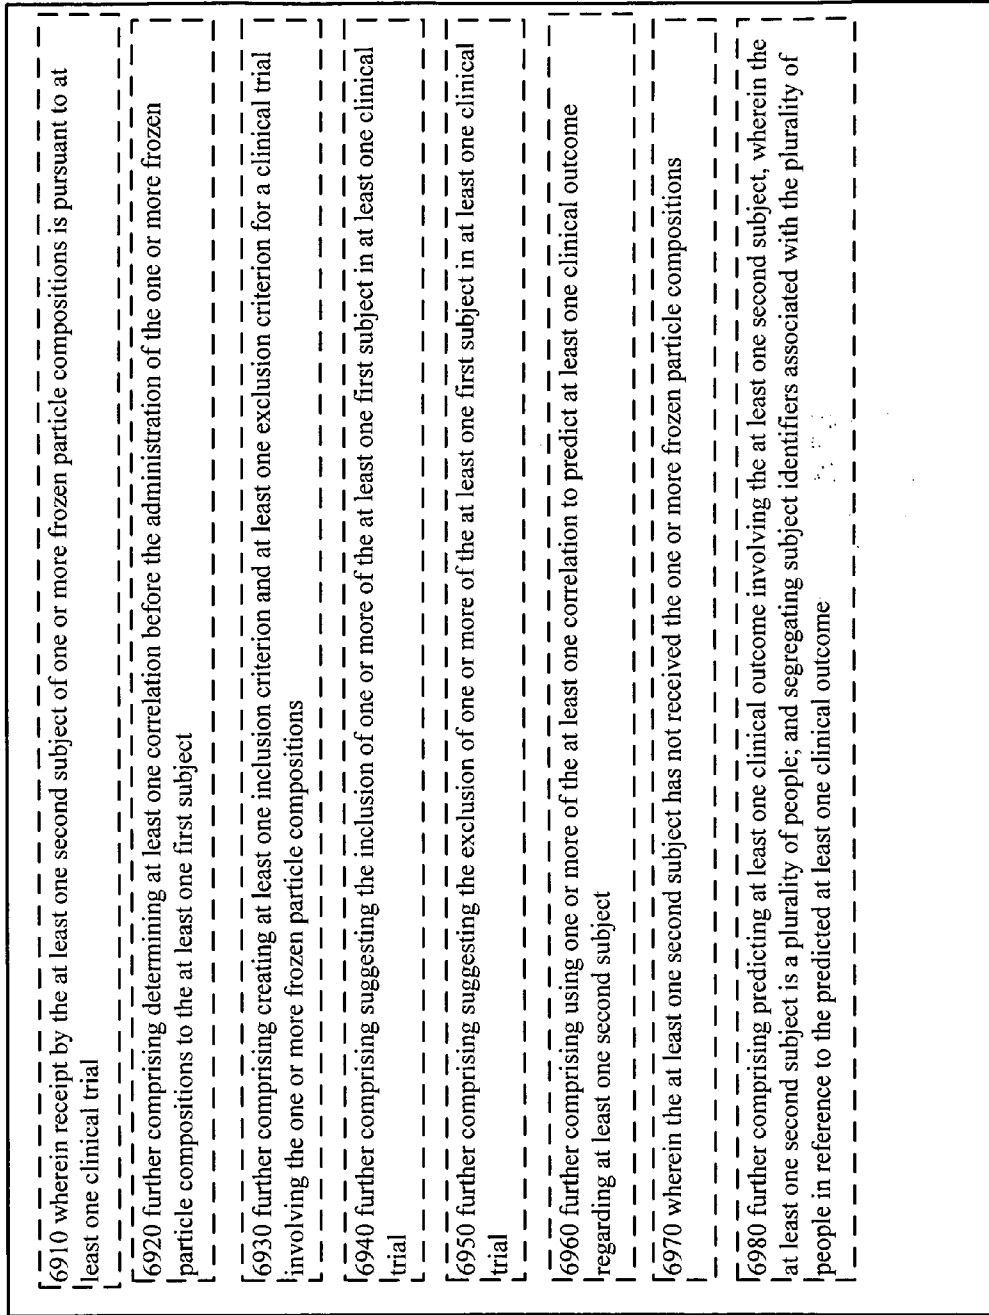 6910 wherein receipt by the at least one second subject of one or more frozen particle compositions is pursuant to at
least one clinical trial
6920 further comprising determining at least one correlation before the administration of the one or more frozen
particle compositions to the at least one first subject
6930 further comprising creating at least one inclusion criterion and at least one exclusion criterion for a clinical trial
involving the one or more frozen particle compositions
6940 further comprising suggesting the inclusion of one or more of the at least one first subject in at least one clinical
trial
6950 further comprising suggesting the exclusion of one or more of the at least one first subject in at least one clinical
trial
6960 further comprising using one or more of the at least one correlation to predict at least one clinical outcome
regarding at least one second subject
6970 wherein the at least one second subject has not received the one or more frozen particle compositions
6980 further comprising predicting at least one clinical outcome involving the at least one second subject, wherein the
at least one second subject is a plurality of people; and segregating subject identifiers associated with the plurality of
people in reference to the predicted at least one clinical outcome